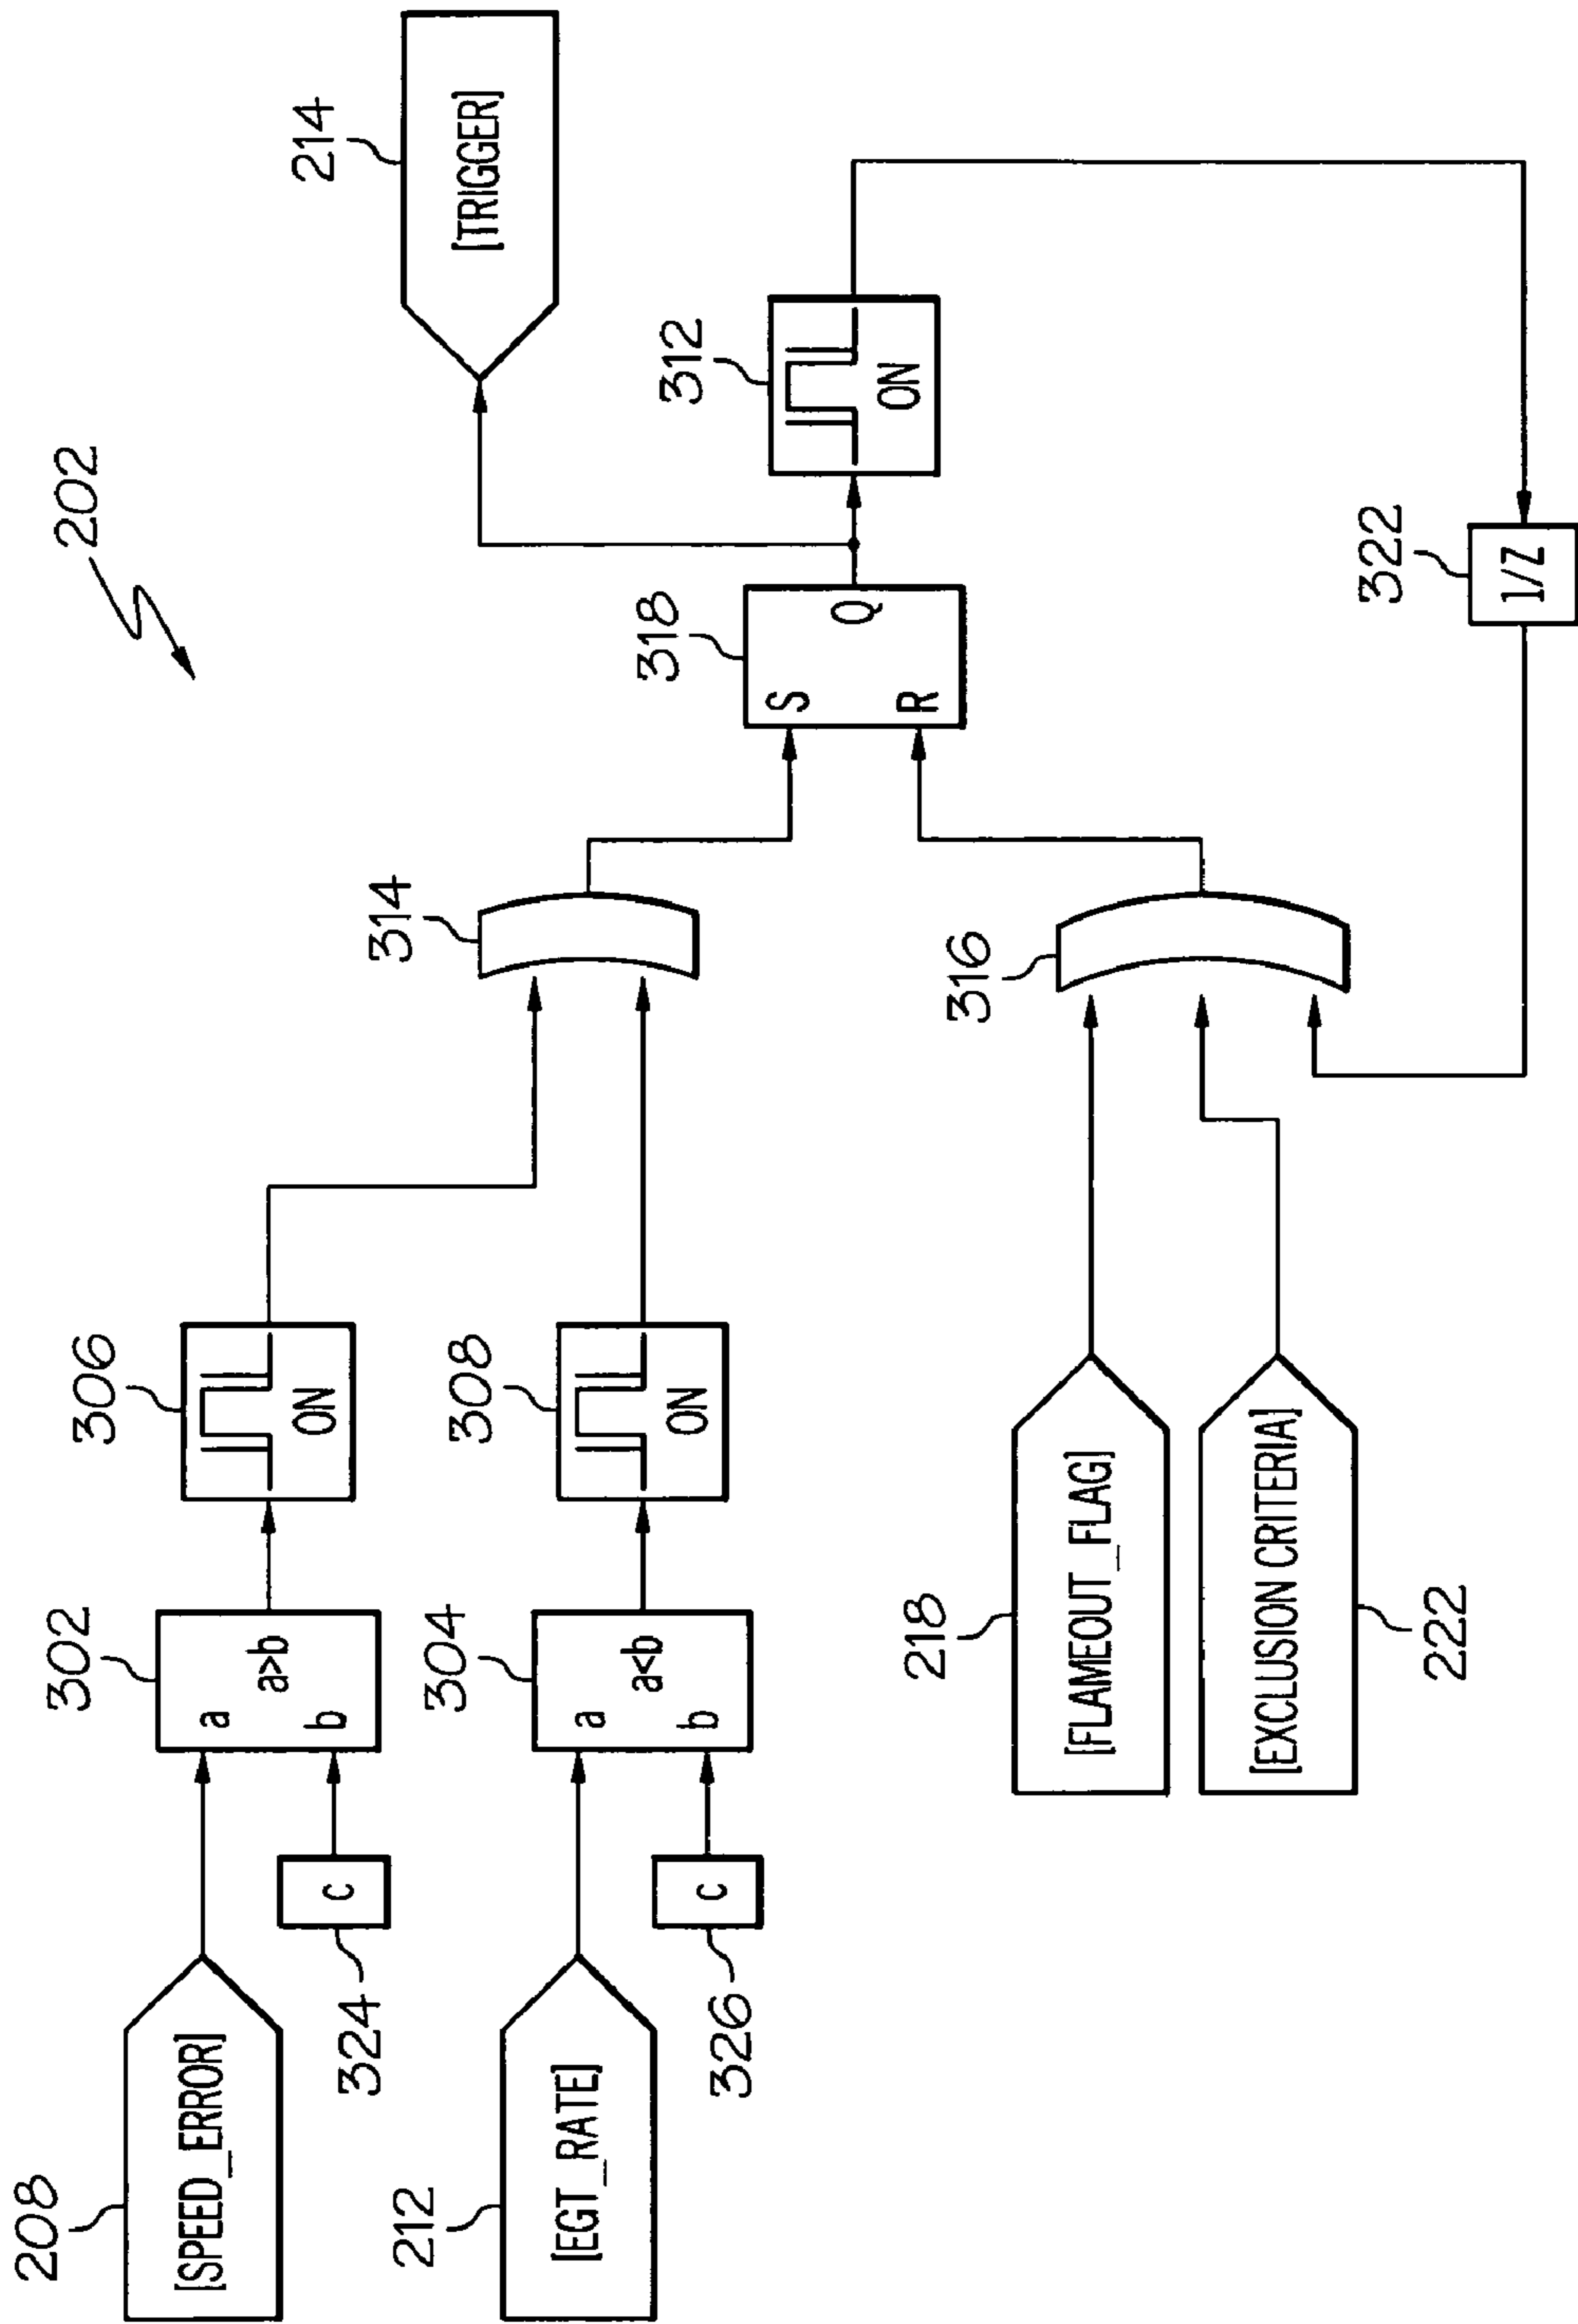 202
208
[SPEED_ERROR]
324
c
302
a
a>b
b
306
ON
212
[EGT_RATE]
326
c
304
a
a<b
b
308
ON
314
218
[FLAMEOUT_FLAG]
[EXCLUSION CRITERIA]
222
316
318
S
R
Q
214
[TRIGGER]
312
ON
322
1/Z